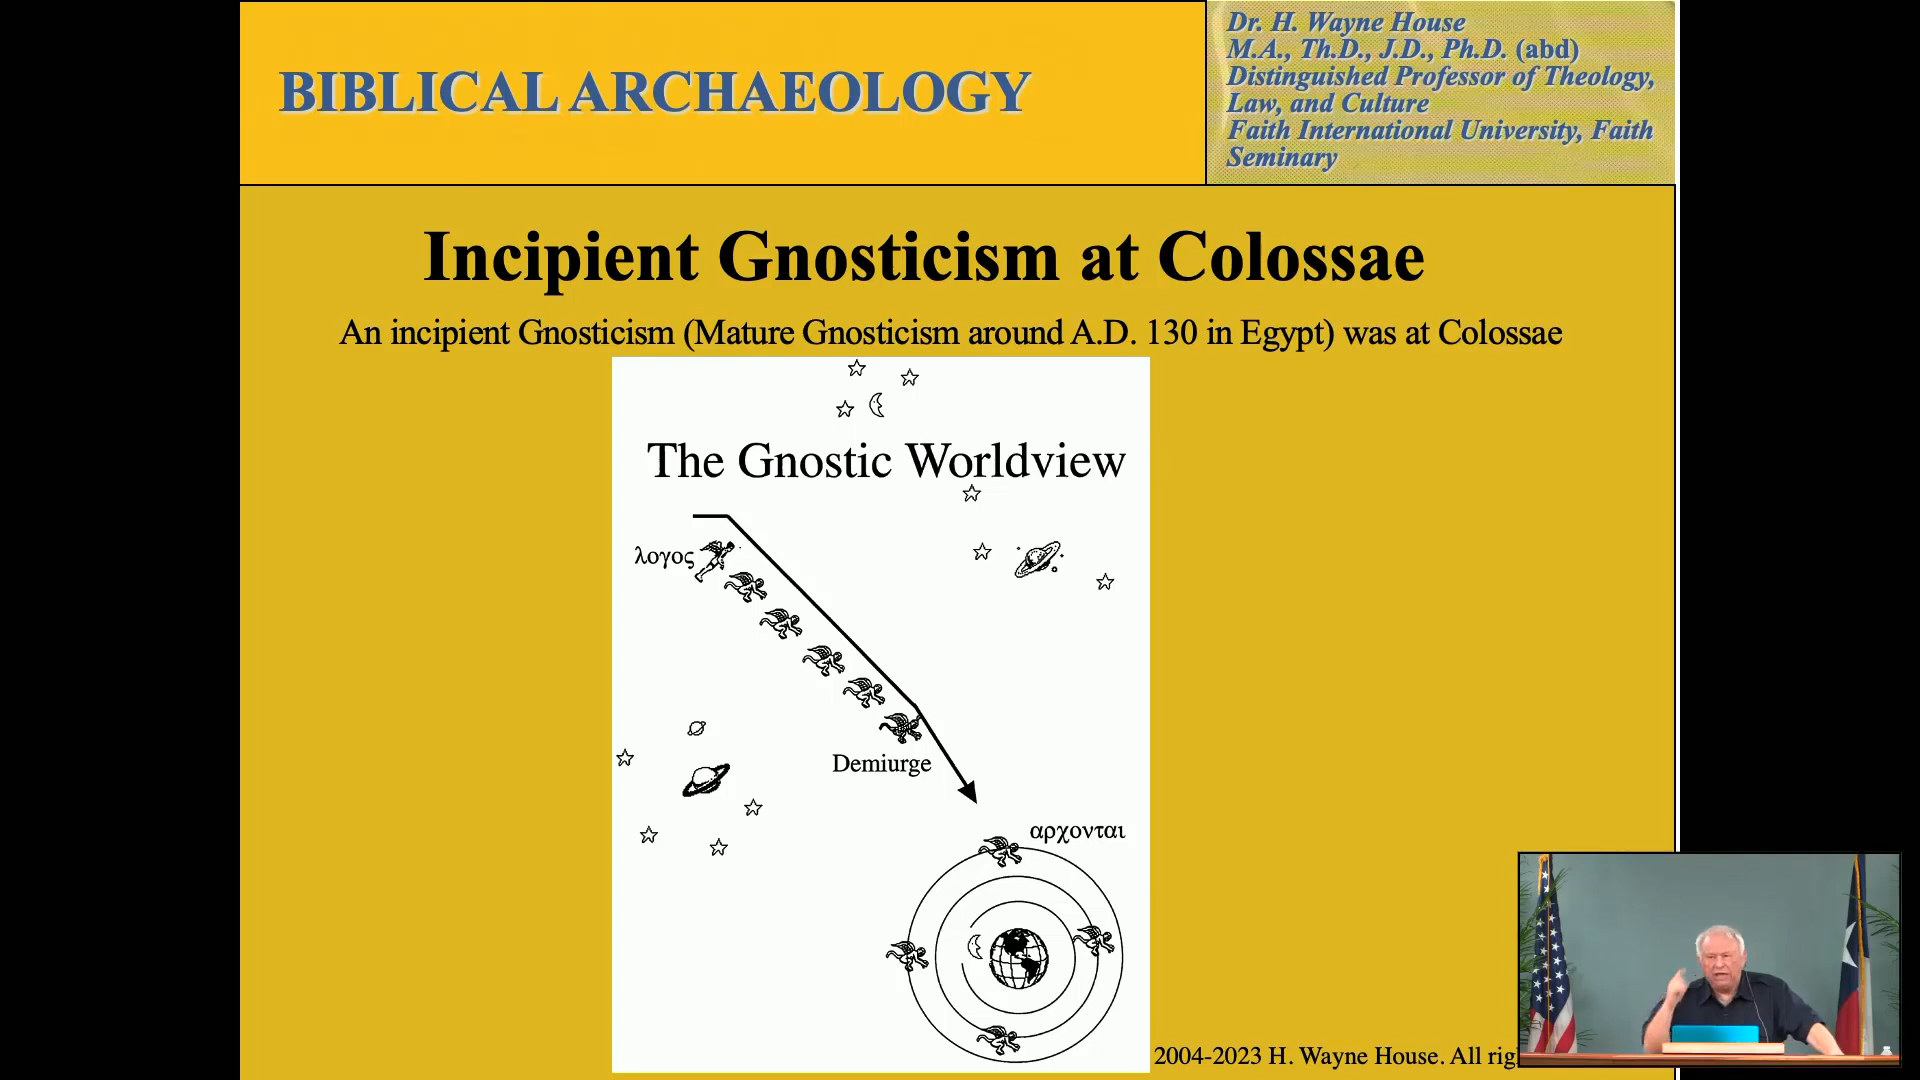 BIBLICAL ARCHAEOLOGY
Dr. H. Wayne House
M.A., Th.D., J.D., Ph.D. (abd)
Distinguished Professor of Theology,
Law, and Culture
Faith International University, Faith
Seminary
Incipient Gnosticism at Colossae
An incipient Gnosticism (Mature Gnosticism around A.D. 130 in Egypt) was at Colossae
The Gnostic Worldview
λογος
Demiurge
αρχονται
2004-2023 H. Wayne House. All rig